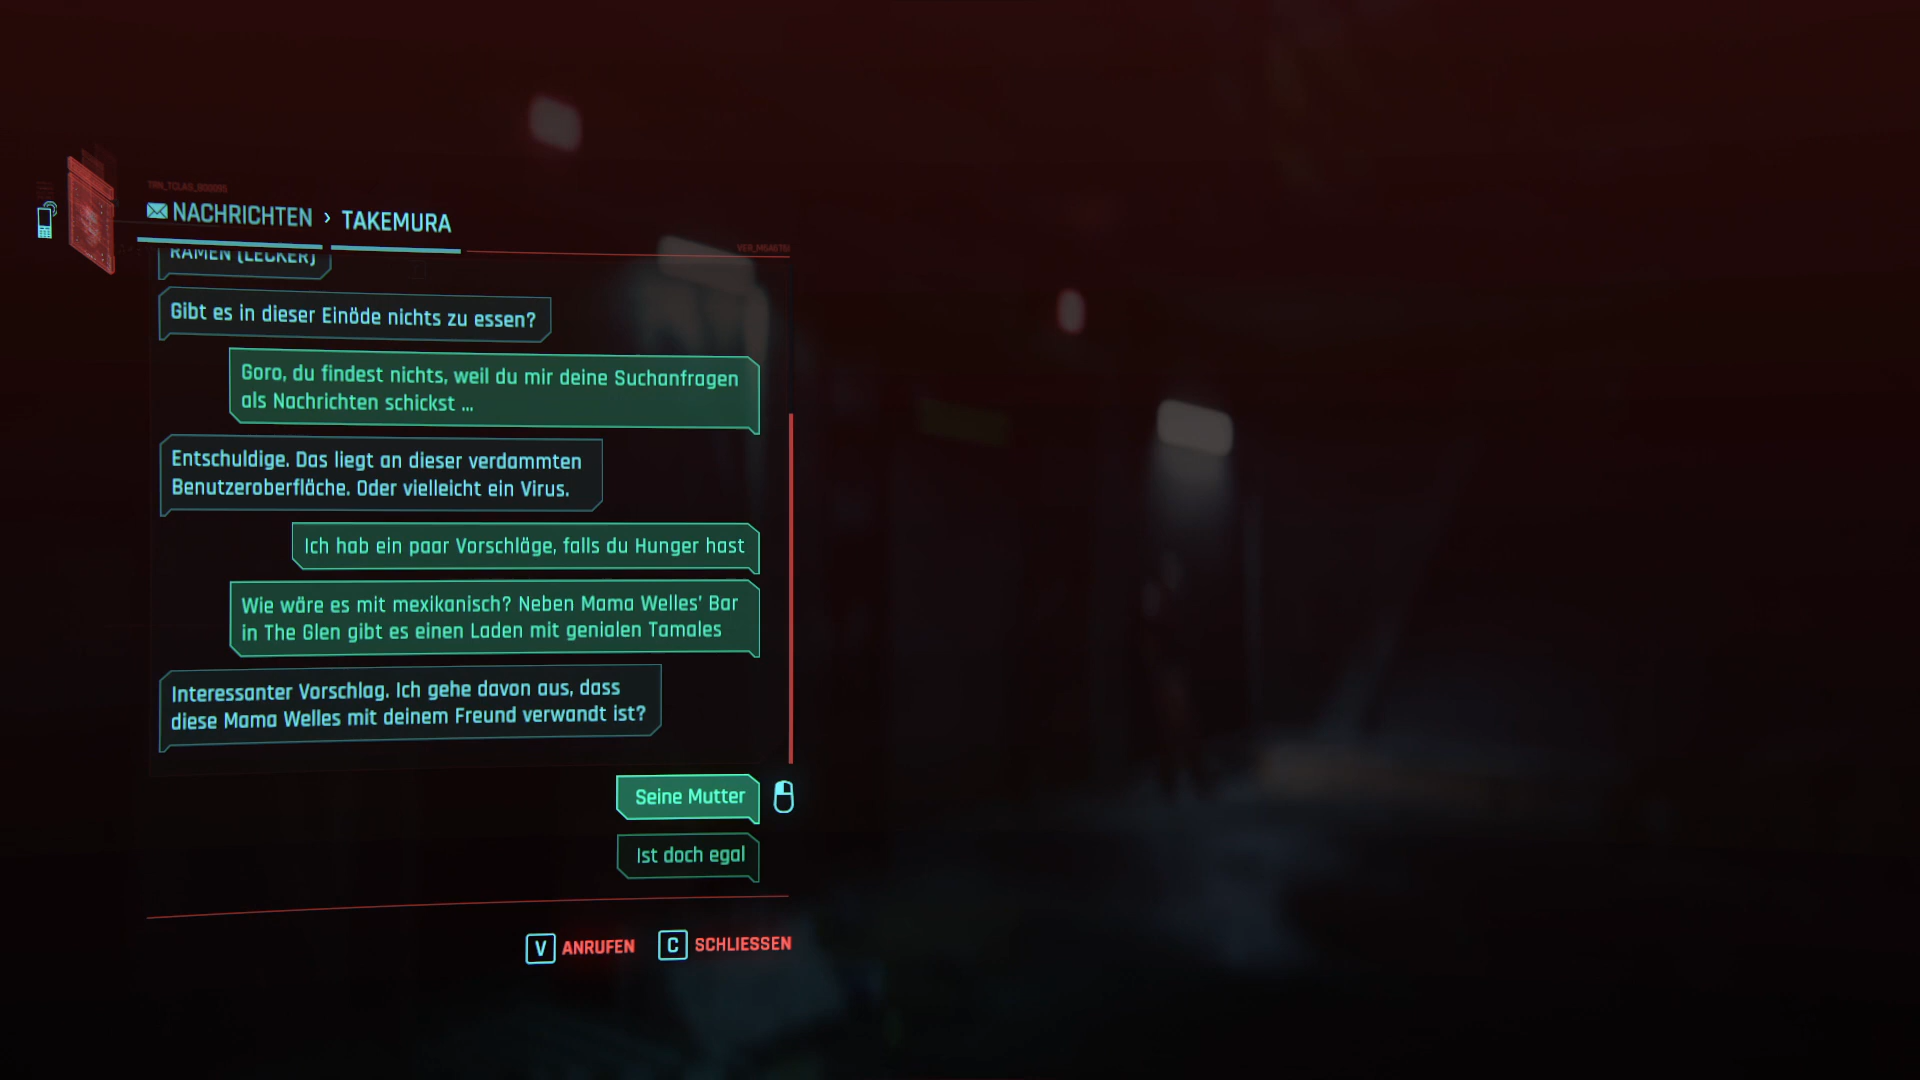 NACHRICHTEN › TAKEMURA
RAMEN (LECKER)
Gibt es in dieser Einöde nichts zu essen?
Goro, du findest nichts, weil du mir deine Suchanfragen
als Nachrichten schickst ...
Entschuldige. Das liegt an dieser verdammten
Benutzeroberfläche. Oder vielleicht ein Virus.
Ich hab ein paar Vorschläge, falls du Hunger hast
Wie wäre es mit mexikanisch? Neben Mama Welles’ Bar
in The Glen gibt es einen Laden mit genialen Tamales
Interessanter Vorschlag. Ich gehe davon aus, dass
diese Mama Welles mit deinem Freund verwandt ist?
Seine Mutter
Ist doch egal
V ANRUFEN C SCHLIESSEN